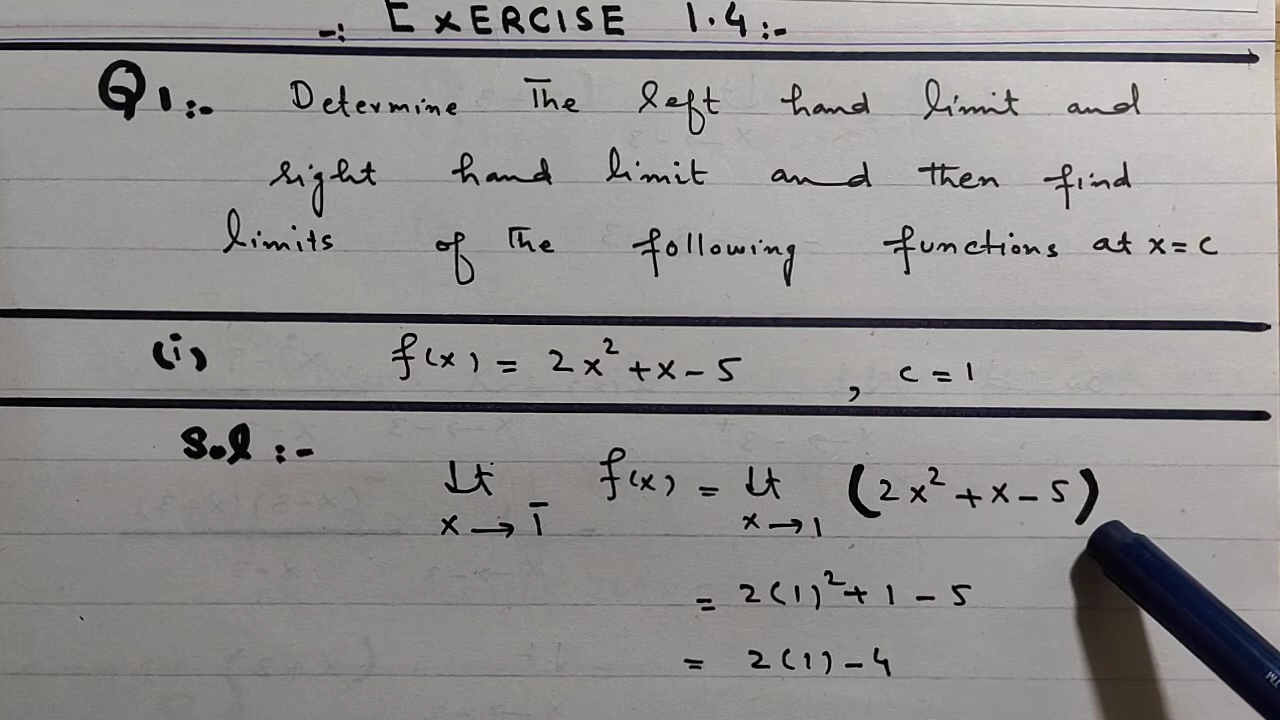 -: EXERCISE 1.4:-
Q1:- Determine The left hand limit and
right hand limit and then find
limits of The following functions at x=c
(i) f(x) = 2x²+x-5 , c=1
Sol:-
Lt x→1̄ f(x) = Lt x→1 (2x²+x-5)
= 2(1)²+1-5
= 2(1)-4